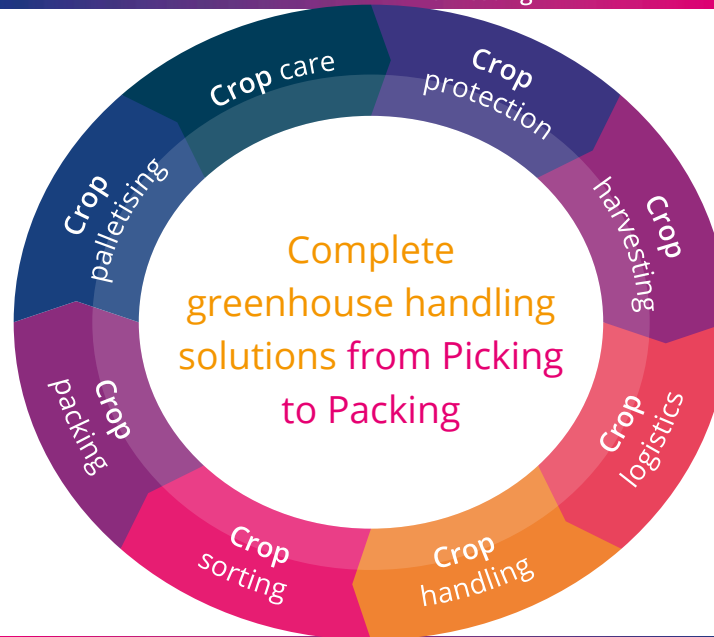 Crop care
Crop
protection
Crop
harvesting
Crop
logistics
Crop
handling
Crop
sorting
Crop
packing
Crop
palletising
Complete
greenhouse handling
solutions from Picking
to Packing